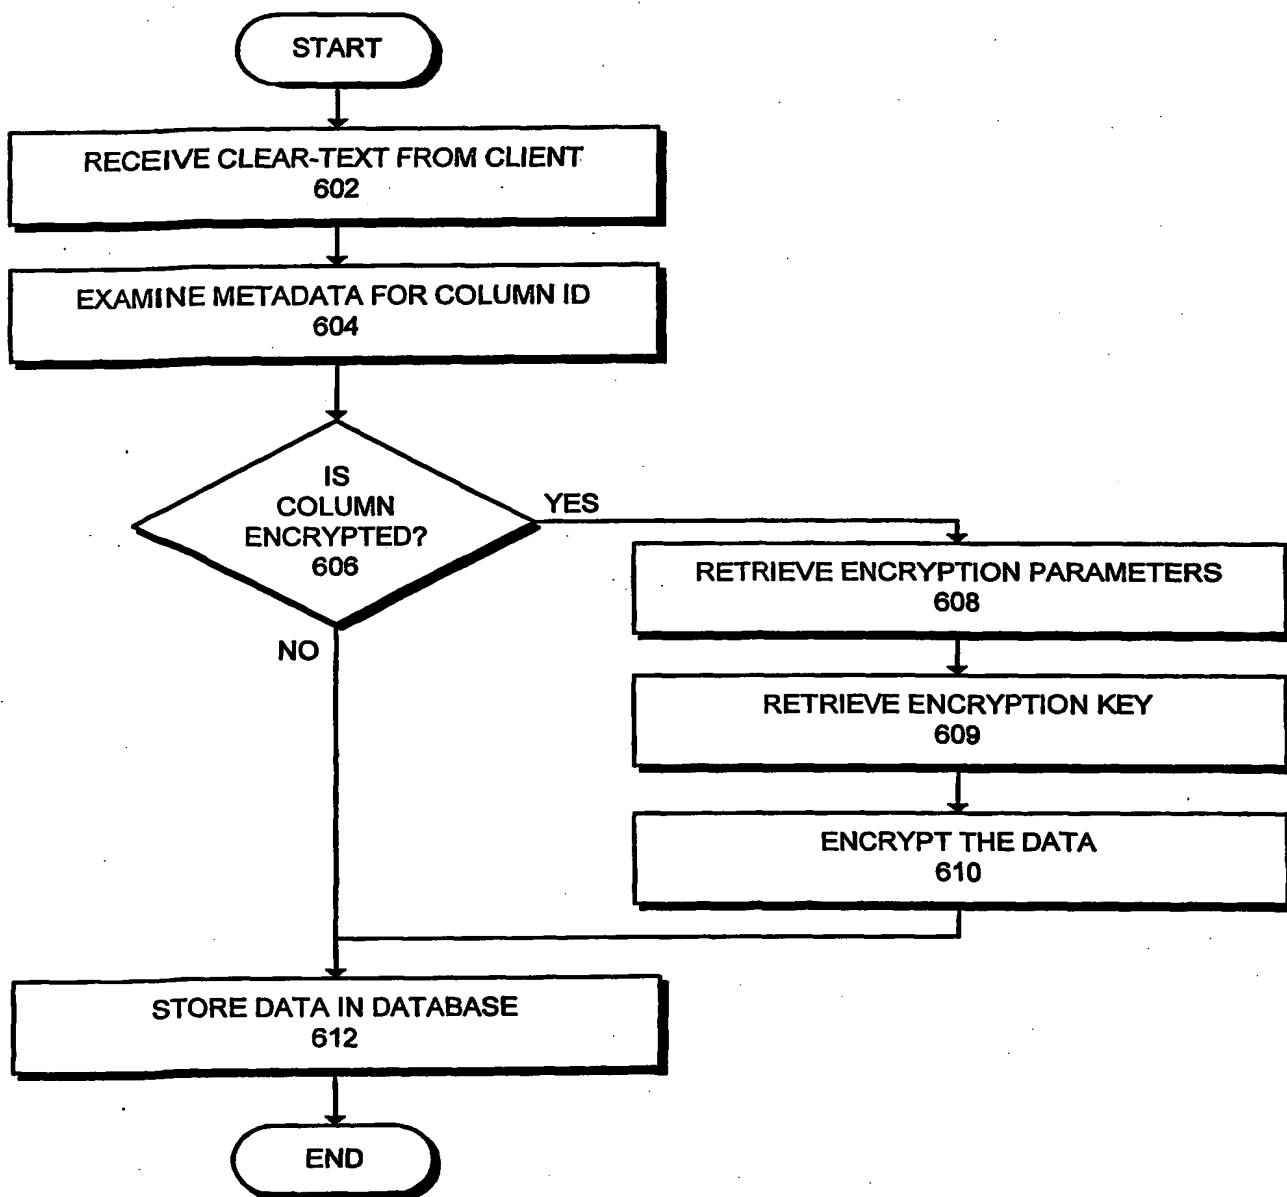 START
RECEIVE CLEAR-TEXT FROM CLIENT
602
EXAMINE METADATA FOR COLUMN ID
604
IS
COLUMN
ENCRYPTED?
606
YES
NO
RETRIEVE ENCRYPTION PARAMETERS
608
RETRIEVE ENCRYPTION KEY
609
ENCRYPT THE DATA
610
STORE DATA IN DATABASE
612
END